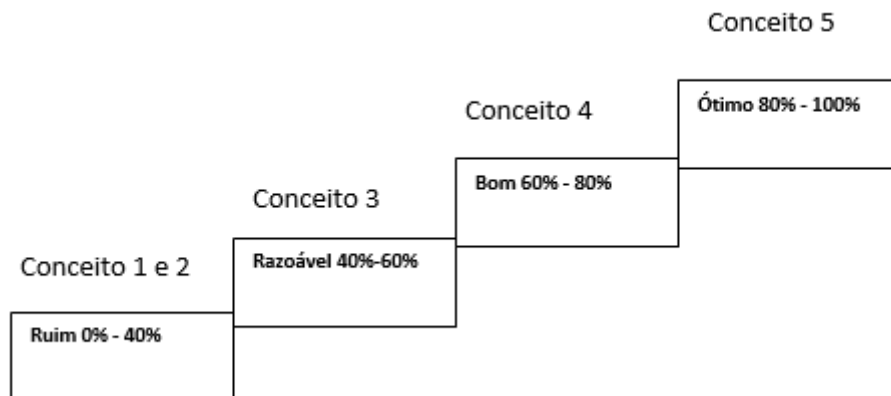 Conceito 5
Ótimo 80% - 100%
Conceito 4
Bom 60% - 80%
Conceito 3
Razoável 40%-60%
Conceito 1 e 2
Ruim 0% - 40%